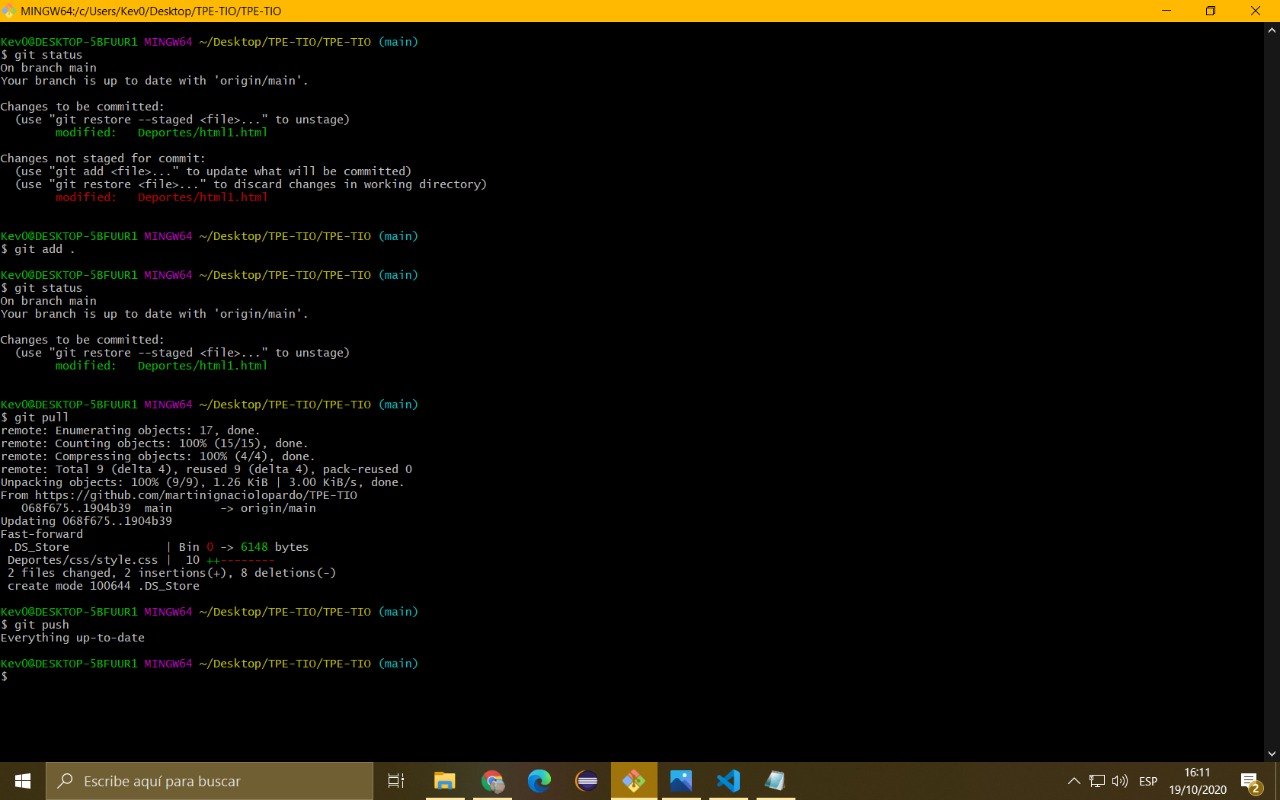 MINGW64:/c/Users/Kev0/Desktop/TPE-TIO/TPE-TIO
Kev0@DESKTOP-5BFUUR1 MINGW64 ~/Desktop/TPE-TIO/TPE-TIO (main)
$ git status
On branch main
Your branch is up to date with 'origin/main'.
Changes to be committed:
  (use "git restore --staged <file>..." to unstage)
        modified:   Deportes/html1.html
Changes not staged for commit:
  (use "git add <file>..." to update what will be committed)
  (use "git restore <file>..." to discard changes in working directory)
        modified:   Deportes/html1.html
Kev0@DESKTOP-5BFUUR1 MINGW64 ~/Desktop/TPE-TIO/TPE-TIO (main)
$ git add .
Kev0@DESKTOP-5BFUUR1 MINGW64 ~/Desktop/TPE-TIO/TPE-TIO (main)
$ git status
On branch main
Your branch is up to date with 'origin/main'.
Changes to be committed:
  (use "git restore --staged <file>..." to unstage)
        modified:   Deportes/html1.html
Kev0@DESKTOP-5BFUUR1 MINGW64 ~/Desktop/TPE-TIO/TPE-TIO (main)
$ git pull
remote: Enumerating objects: 17, done.
remote: Counting objects: 100% (15/15), done.
remote: Compressing objects: 100% (4/4), done.
remote: Total 9 (delta 4), reused 9 (delta 4), pack-reused 0
Unpacking objects: 100% (9/9), 1.26 KiB | 3.00 KiB/s, done.
From https://github.com/martinignaciolopardo/TPE-TIO
   068f675..1904b39  main       -> origin/main
Updating 068f675..1904b39
Fast-forward
 .DS_Store              | Bin 0 -> 6148 bytes
 Deportes/css/style.css |  10 ++--------
 2 files changed, 2 insertions(+), 8 deletions(-)
 create mode 100644 .DS_Store
Kev0@DESKTOP-5BFUUR1 MINGW64 ~/Desktop/TPE-TIO/TPE-TIO (main)
$ git push
Everything up-to-date
Kev0@DESKTOP-5BFUUR1 MINGW64 ~/Desktop/TPE-TIO/TPE-TIO (main)
$
Escribe aquí para buscar
ESP
16:11
19/10/2020
2